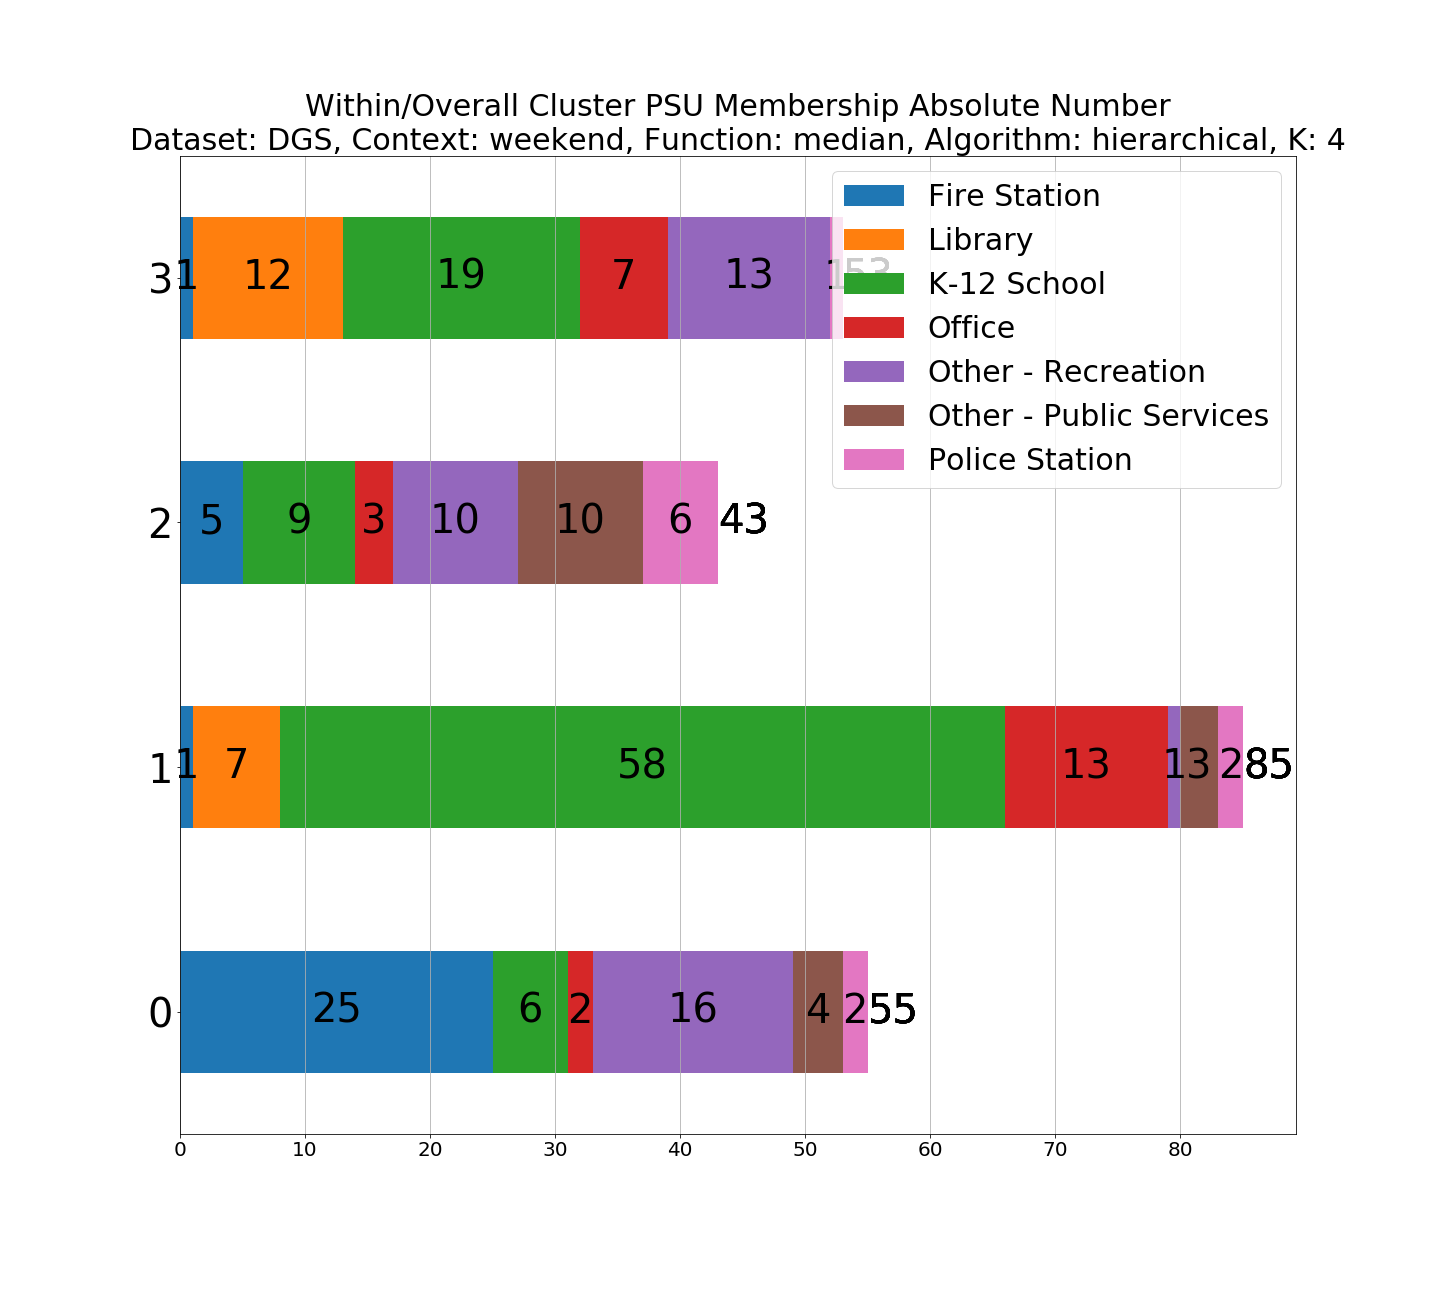 Within/Overall Cluster PSU Membership Absolute Number
Dataset: DGS, Context: weekend, Function: median, Algorithm: hierarchical, K: 4
Fire Station
Library
K-12 School
Office
Other - Recreation
Other - Public Services
Police Station
3 1 12 19 7 13 1 53
2 5 9 3 10 10 6 43
1 1 7 58 13 1 3 2 85
0 25 6 2 16 4 2 55
0 10 20 30 40 50 60 70 80